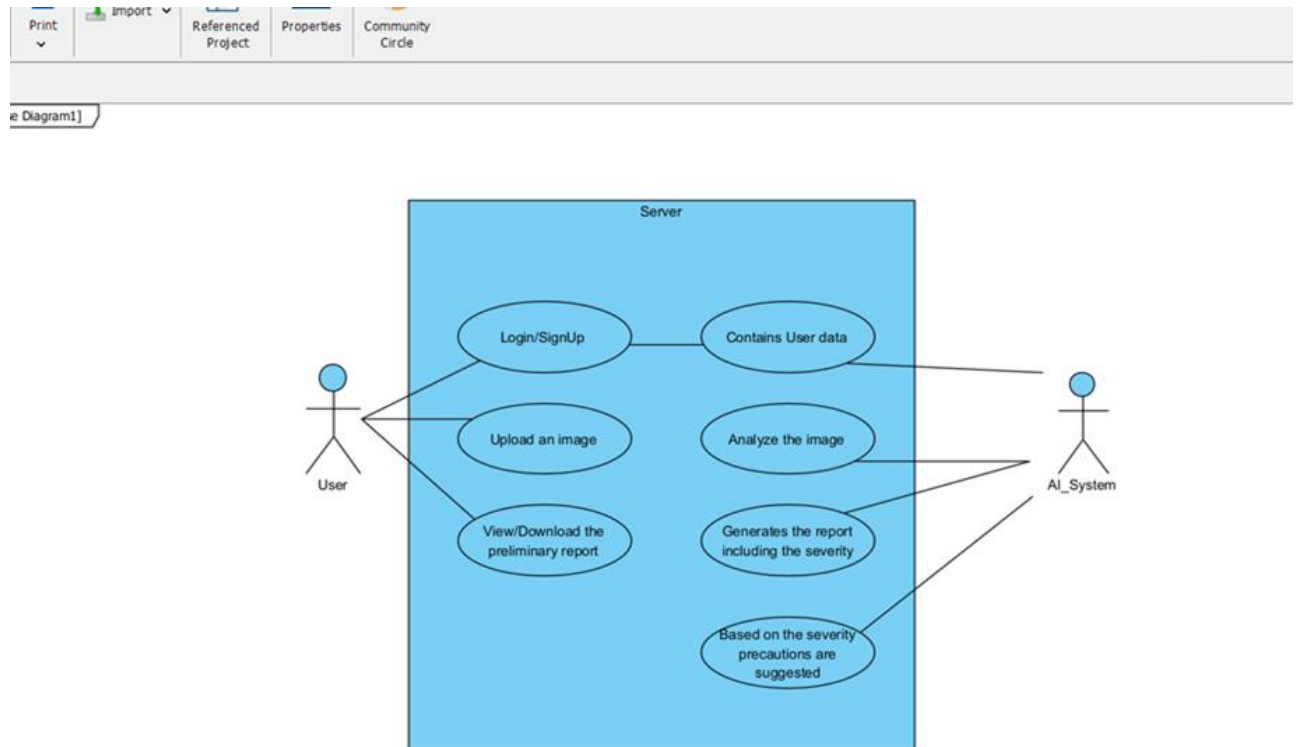 Print
Import
Referenced
Project
Properties
Community
Circle
e Diagram1]
Server
Login/SignUp
Contains User data
Upload an image
Analyze the image
User
AI_System
View/Download the
preliminary report
Generates the report
including the severity
Based on the severity
precautions are
suggested